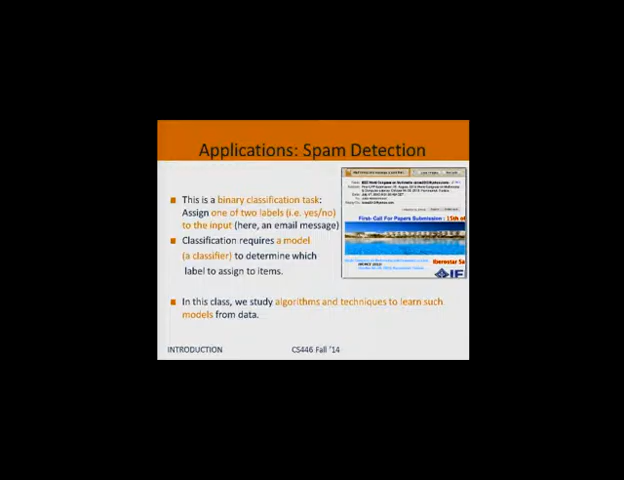 Applications: Spam Detection
This is a binary classification task:
Assign one of two labels (i.e. yes/no)
to the input (here, an email message)
Classification requires a model
(a classifier) to determine which
label to assign to items.
First- Call For Papers Submission : 15th of
IF
In this class, we study algorithms and techniques to learn such
models from data.
INTRODUCTION
CS446 Fall '14